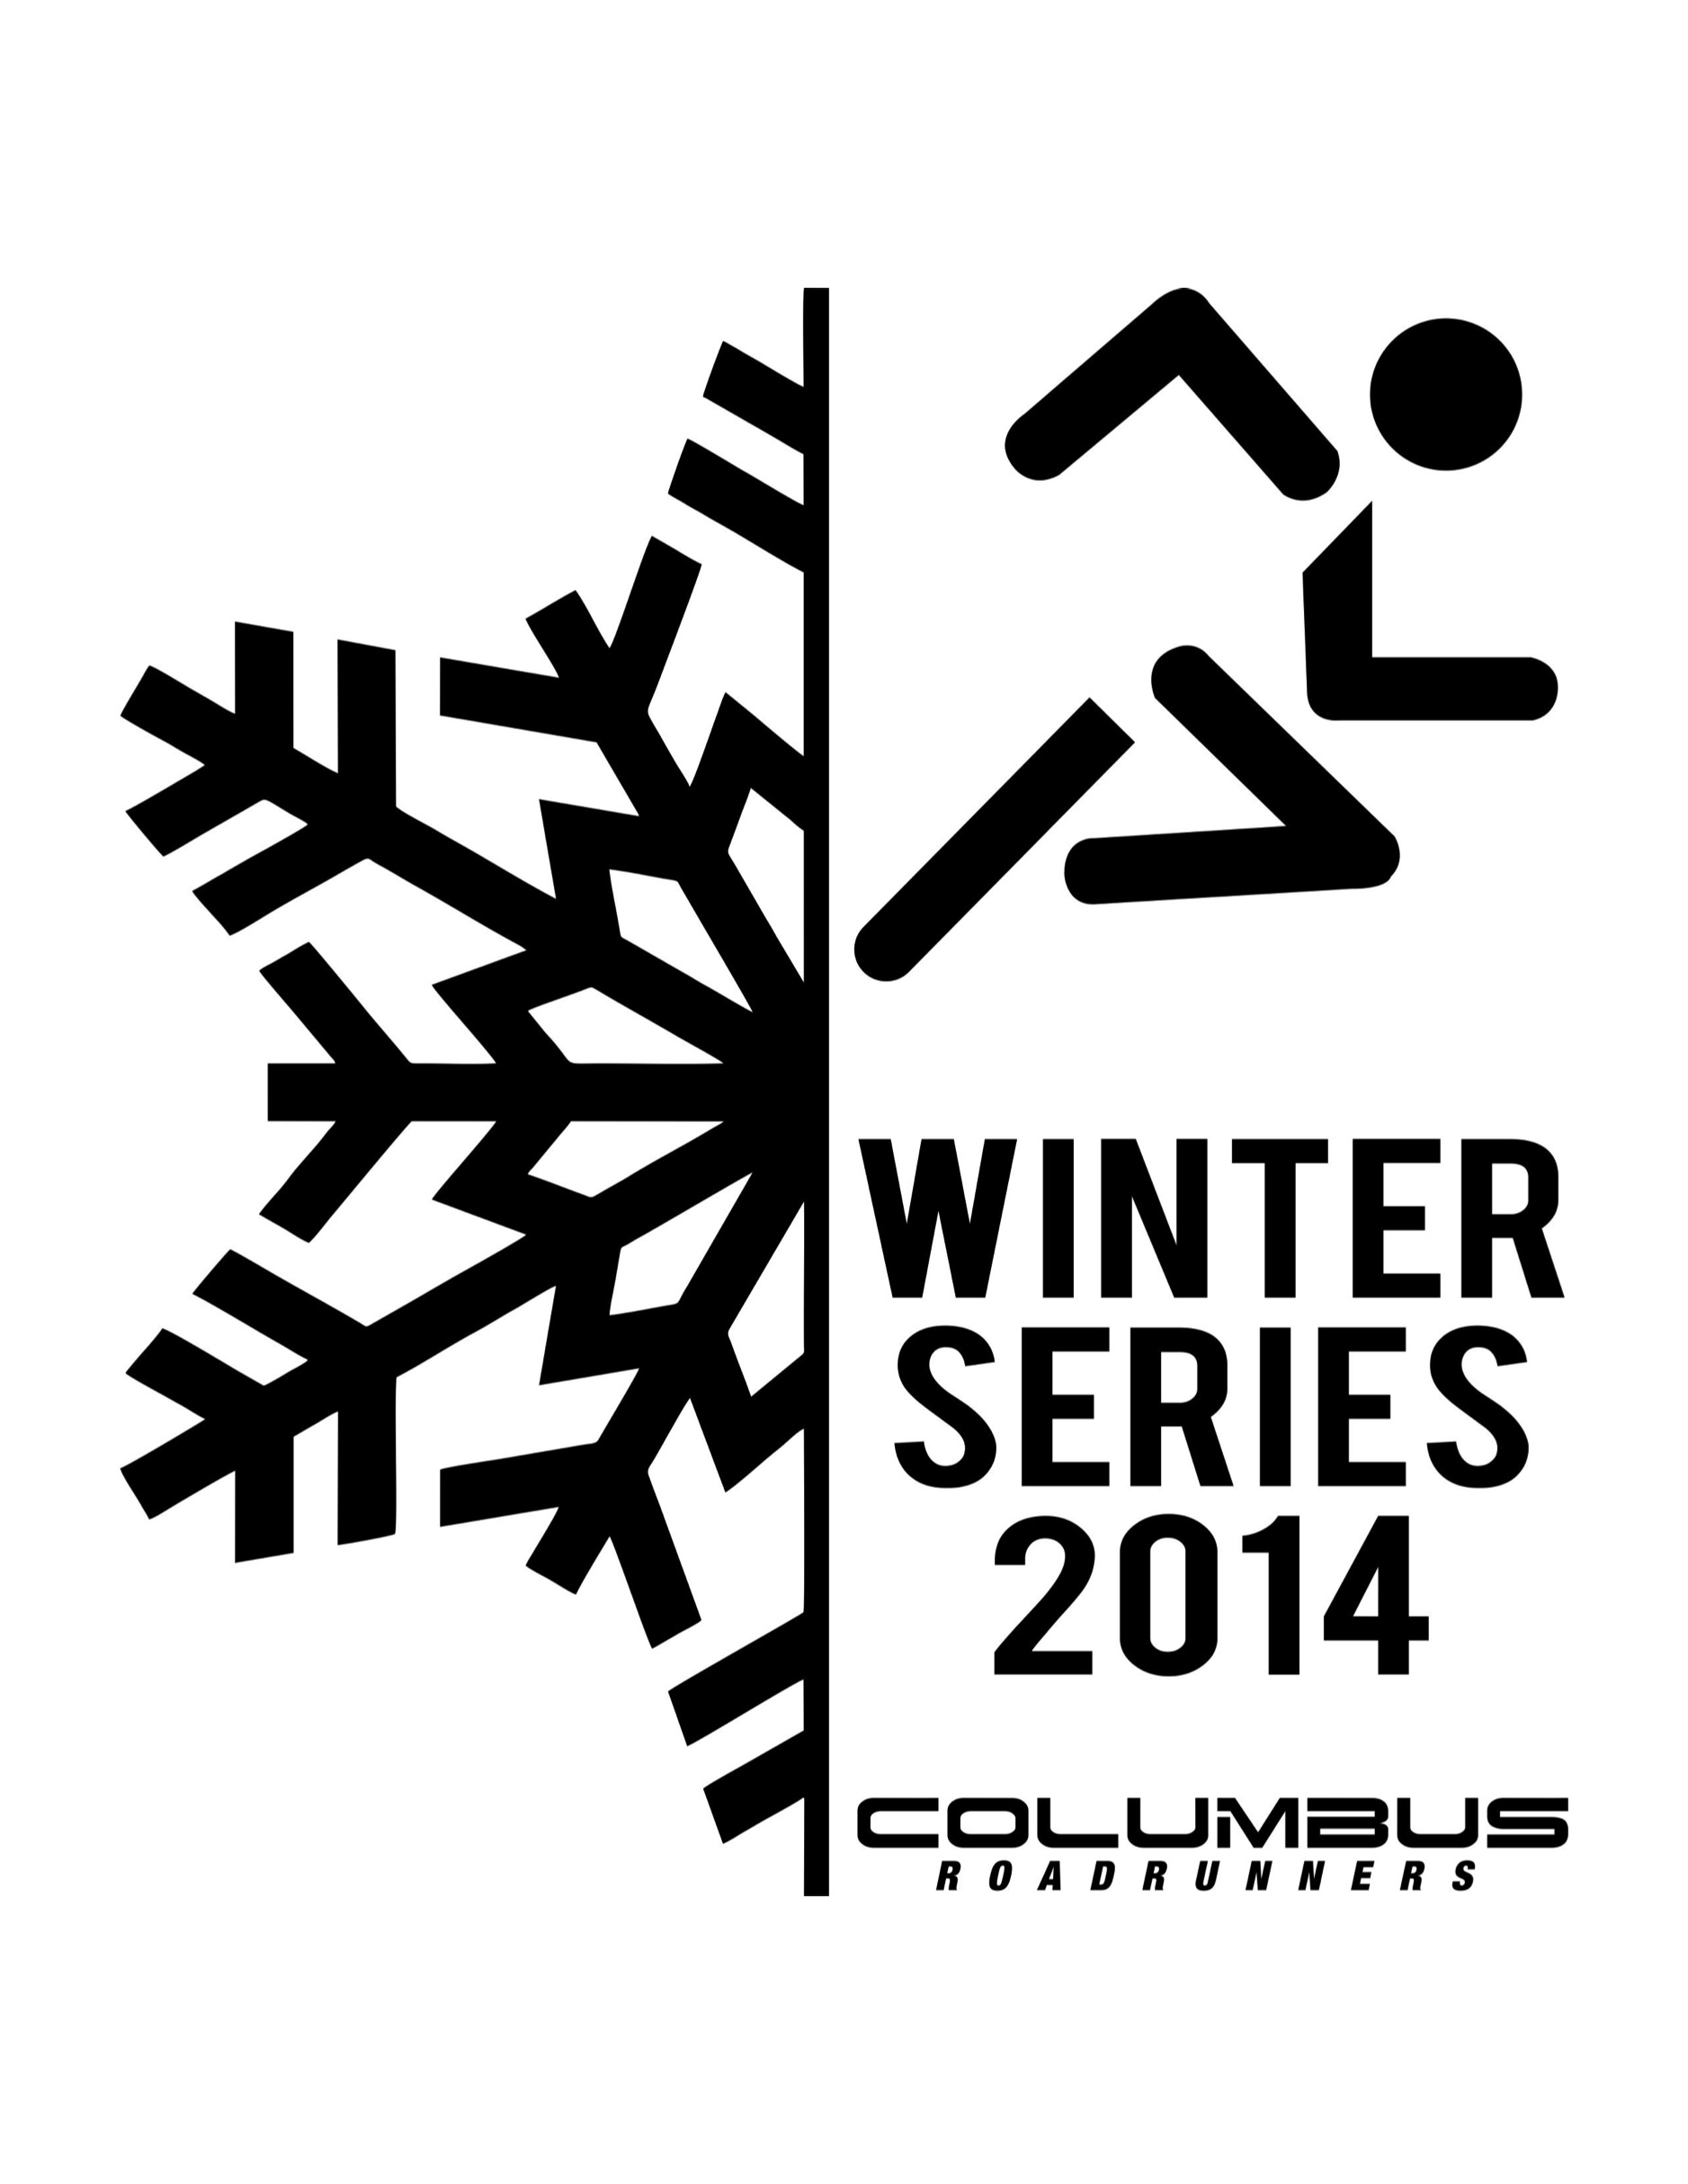 WINTER
SERIES
2014
COLUMBUS
ROADRUNNERS